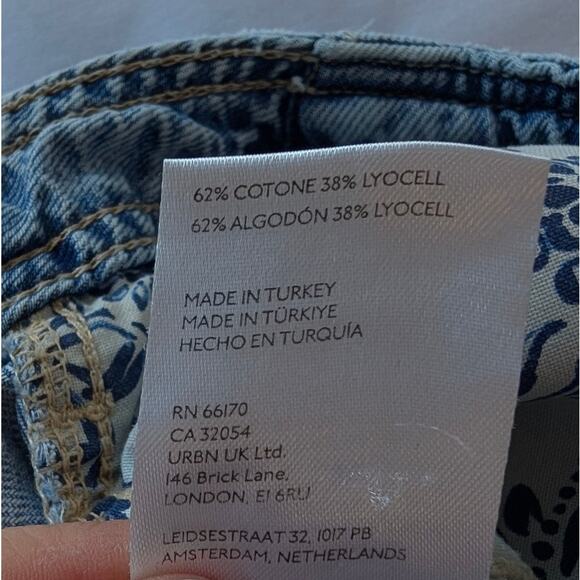 62% COTONE 38% LYOCELL
62% ALGODÓN 38% LYOCELL
MADE IN TURKEY
MADE IN TÜRKIYE
HECHO EN TURQUÍA
RN 66170
CA 32054
URBN UK Ltd.
146 Brick Lane,
LONDON, E1 6RU
LEIDSESTRAAT 32, 1017 PB
AMSTERDAM, NETHERLANDS